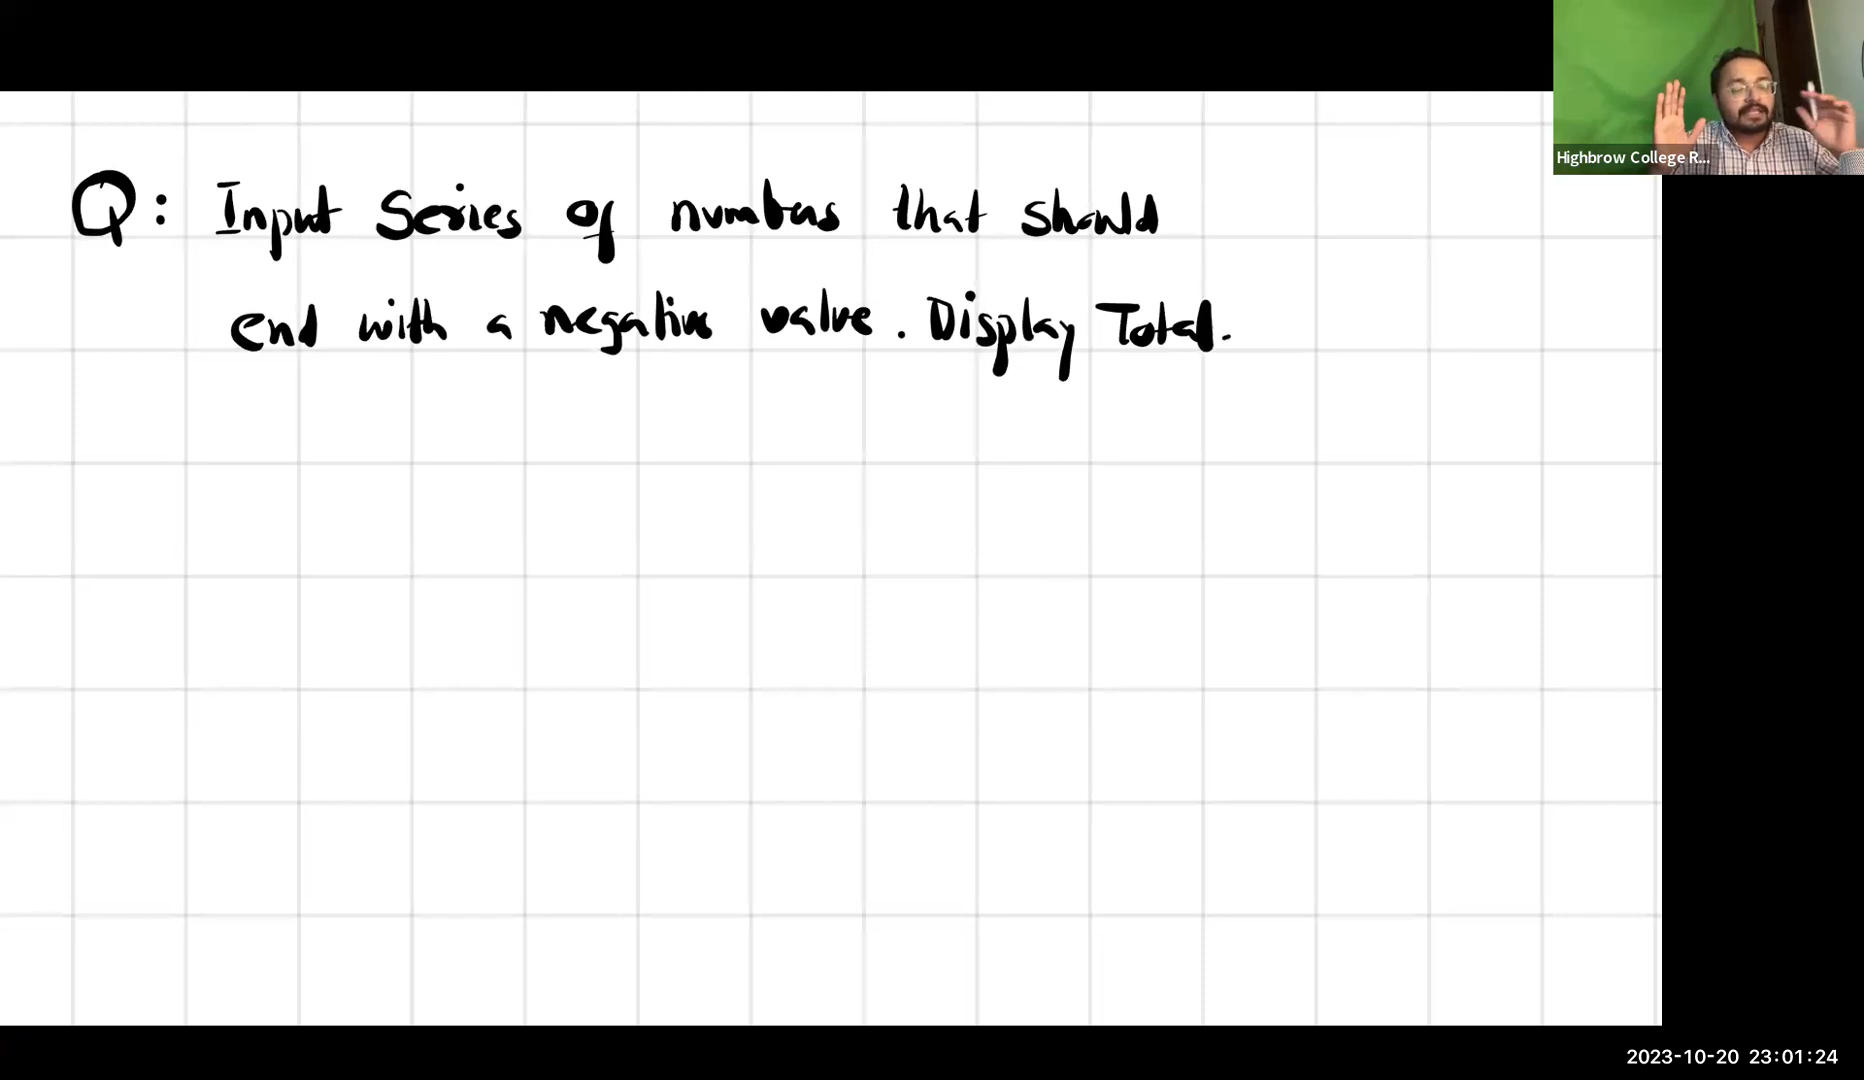 Highbrow College R...
Q: Input Series of numbers that should
end with a negative value. Display Total.
2023-10-20 23:01:24